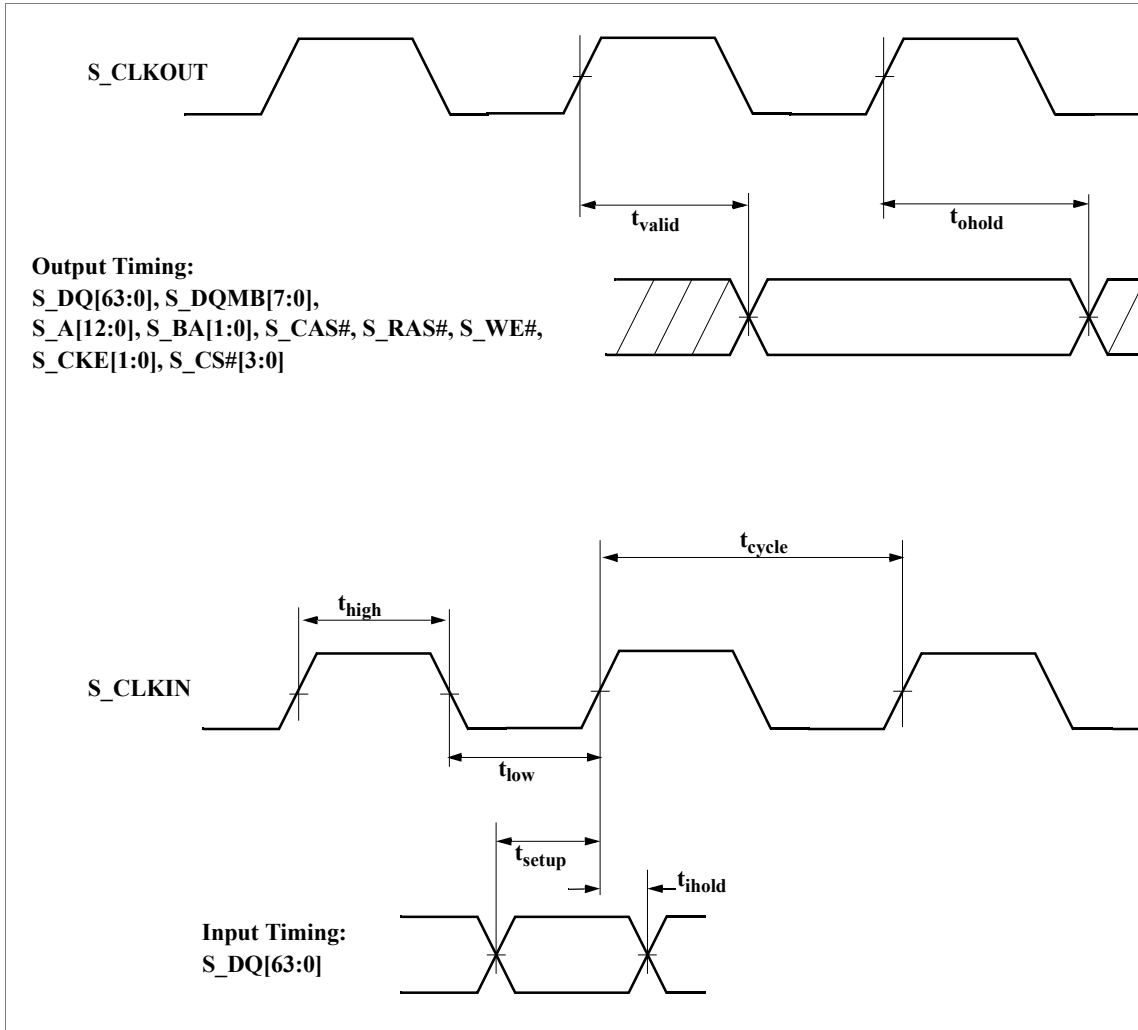 S_CLKOUT
tvalid
tohold
Output Timing:
S_DQ[63:0], S_DQMB[7:0],
S_A[12:0], S_BA[1:0], S_CAS#, S_RAS#, S_WE#,
S_CKE[1:0], S_CS#[3:0]
tcycle
thigh
S_CLKIN
tlow
tsetup
tihold
Input Timing:
S_DQ[63:0]